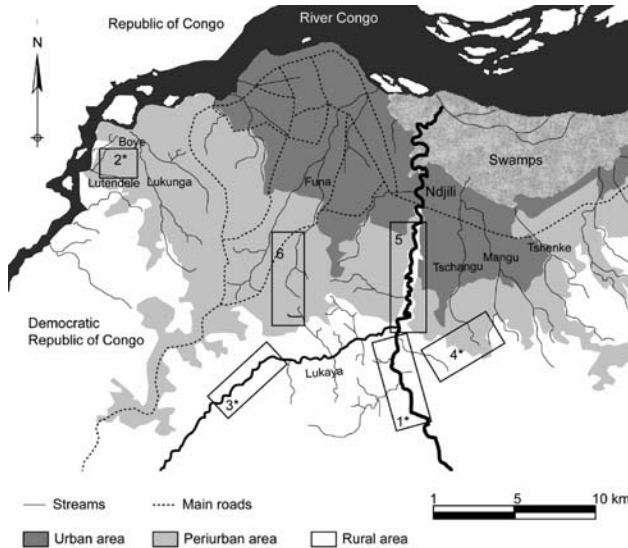 Republic of Congo
River Congo
N
Boye
2*
Lutendele
Lukunga
Funa
Swamps
Ndjili
6
5
Tschangu
Mangu
Tshenke
Democratic
Republic of Congo
Lukaya
4*
3*
1*
Streams
Main roads
1 5 10 km
Urban area
Periurban area
Rural area